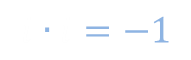 · = −1